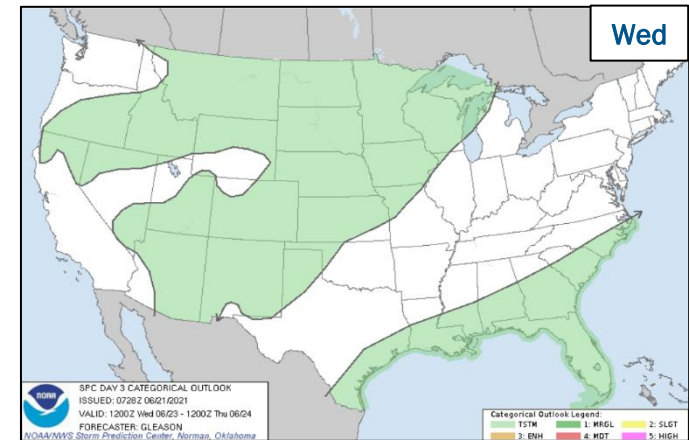 Wed
NOAA
SPC DAY 3 CATEGORICAL OUTLOOK
ISSUED: 0728Z 06/21/2021
VALID: 1200Z Wed 06/23 - 1200Z Thu 06/24
FORECASTER: GLEASON
NOAA/NWS Storm Prediction Center, Norman, Oklahoma
Categorical Outlook Legend:
TSTM 1: MRGL 2: SLGT
3: ENH 4: MDT 5: HIGH